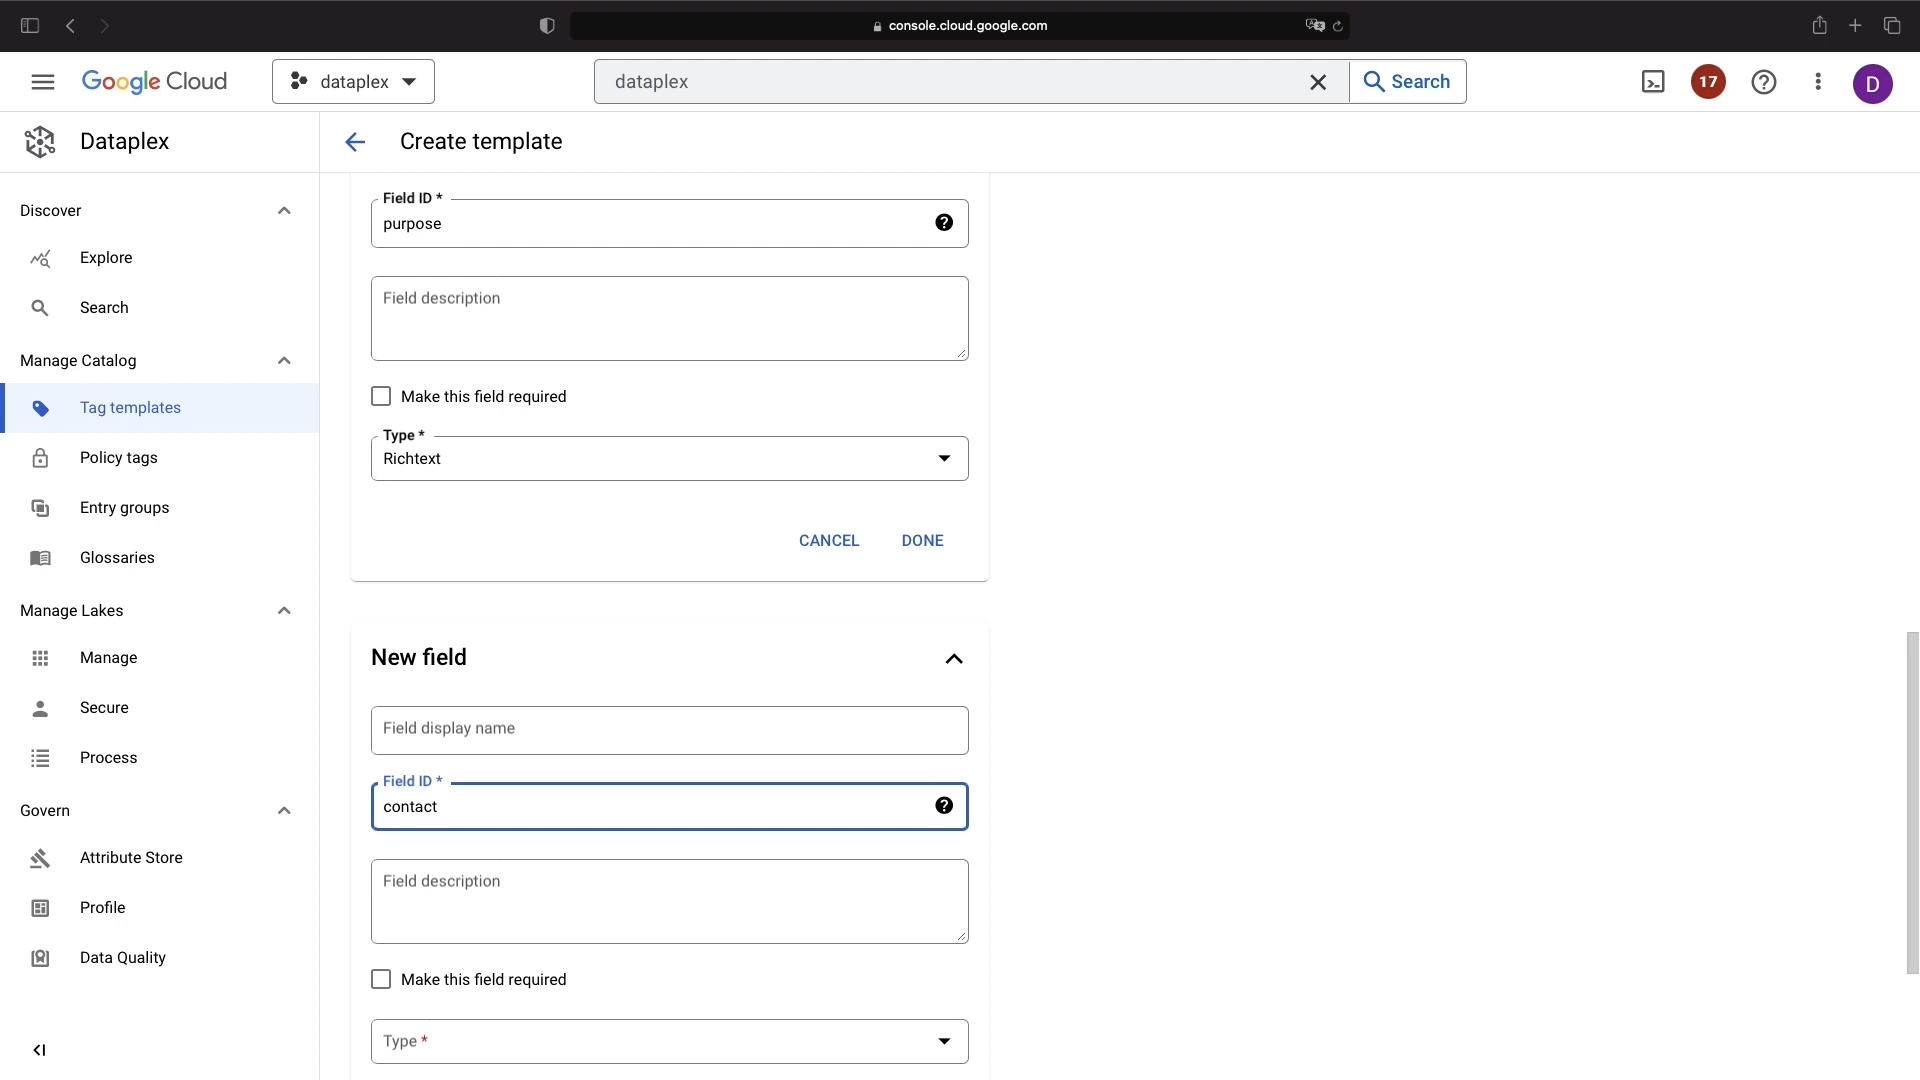 console.cloud.google.com
Google Cloud
dataplex
dataplex
Search
17
D
Dataplex
Create template
Discover
Explore
Search
Manage Catalog
Tag templates
Policy tags
Entry groups
Glossaries
Manage Lakes
Manage
Secure
Process
Govern
Attribute Store
Profile
Data Quality
Field ID *
purpose
Field description
Make this field required
Type *
Richtext
CANCEL
DONE
New field
Field display name
Field ID *
contact
Field description
Make this field required
Type *